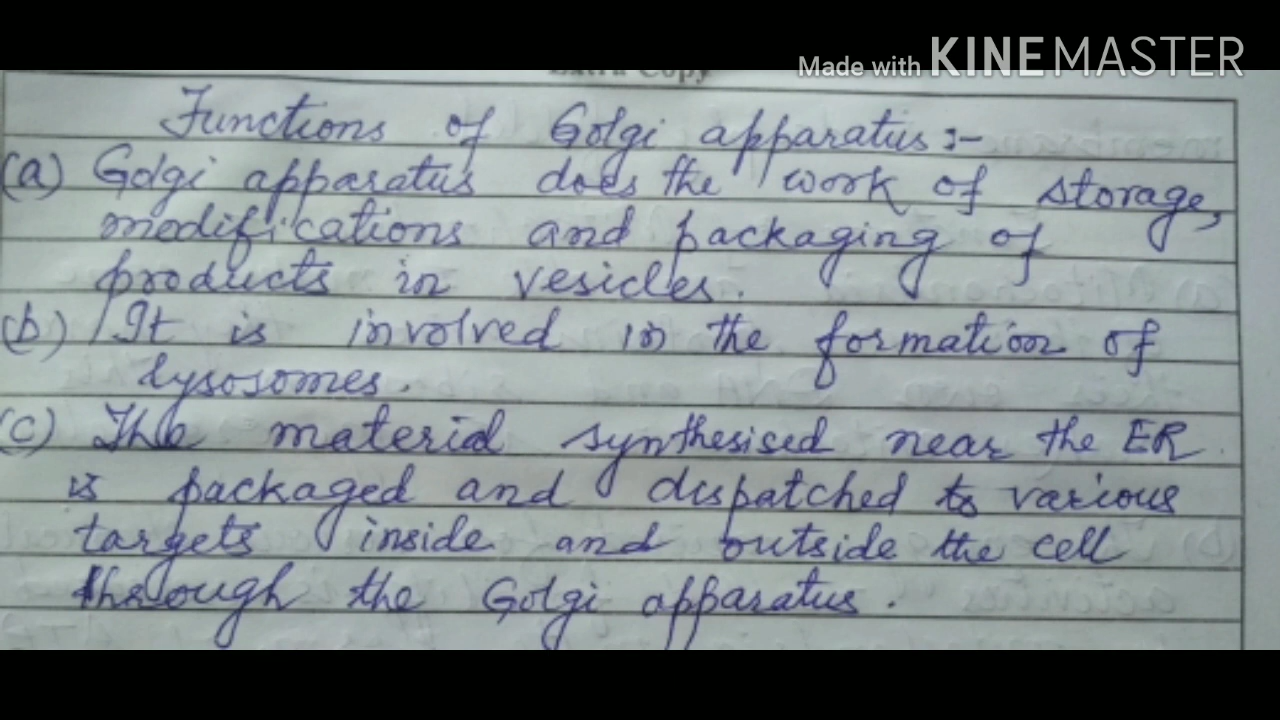 Made with KINEMASTER
Extra Copy
Functions of Golgi apparatus :-
(a) Golgi apparatus does the work of storage,
modifications and packaging of
products in vesicles.
(b) It is involved in the formation of
lysosomes.
(c) The material synthesised near the ER
is packaged and dispatched to various
targets inside and outside the cell
through the Golgi apparatus.